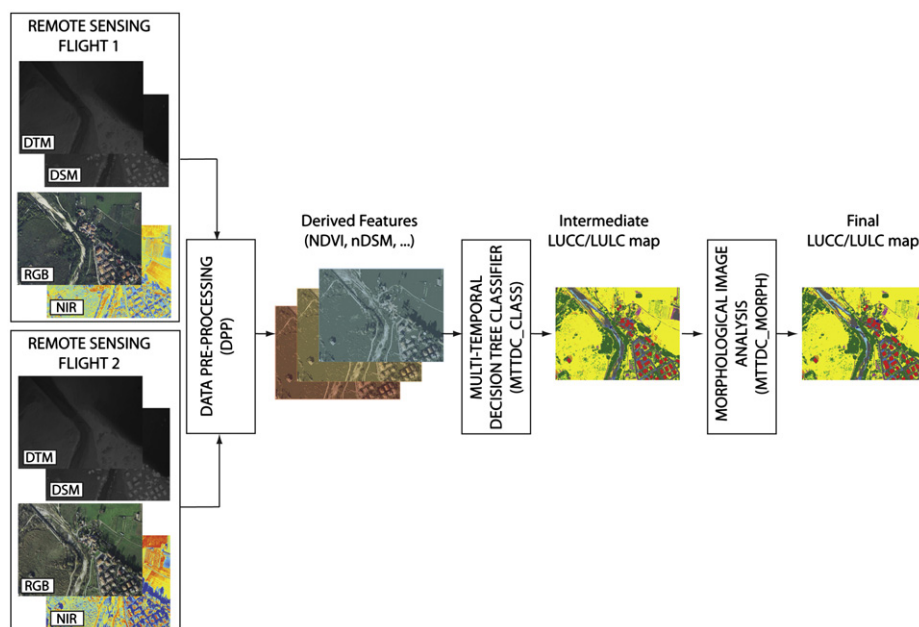 REMOTE SENSING
FLIGHT 1
DTM
DSM
RGB
NIR
REMOTE SENSING
FLIGHT 2
DTM
DSM
RGB
NIR
DATA PRE-PROCESSING
(DPP)
Derived Features
(NDVI, nDSM, ...)
MULTI-TEMPORAL
DECISION TREE CLASSIFIER
(MTTDC_CLASS)
Intermediate
LUCC/LULC map
MORPHOLOGICAL IMAGE
ANALYSIS
(MTTDC_MORPH)
Final
LUCC/LULC map